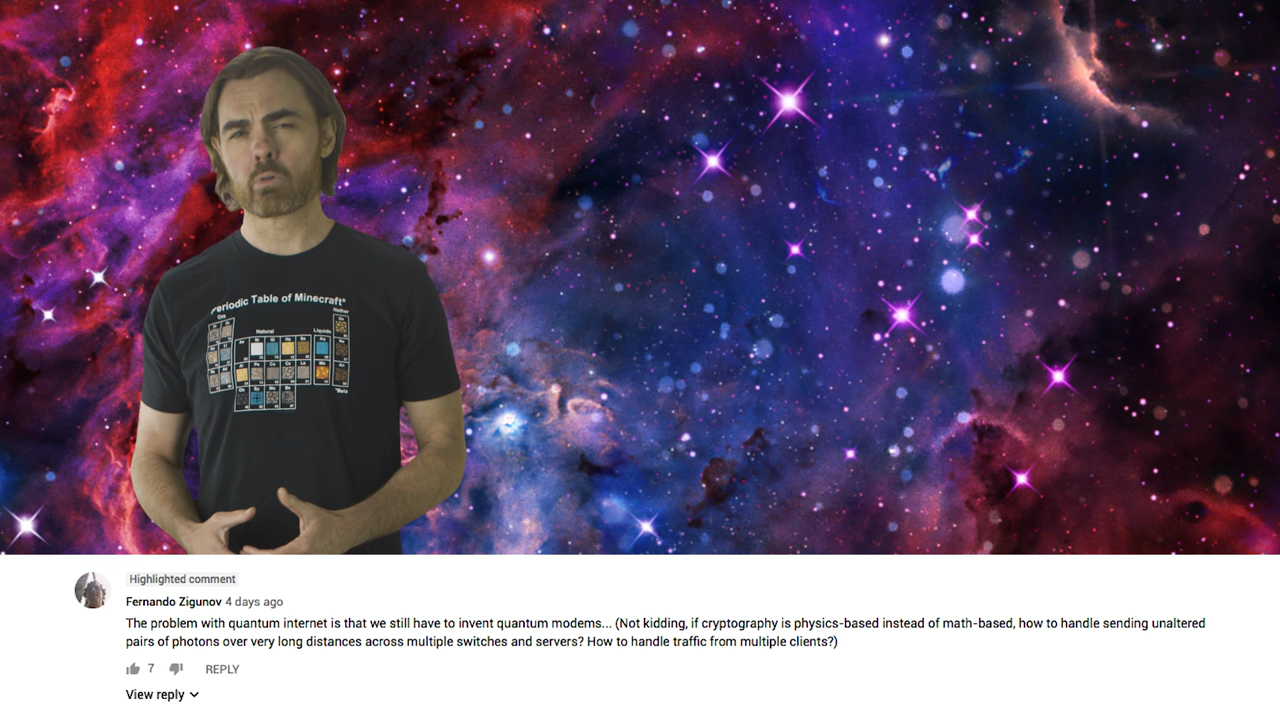 Periodic Table of Minecraft*
Ore
Natural
Liquids
Nether
*Beta
Highlighted comment
Fernando Zigunov 4 days ago
The problem with quantum internet is that we still have to invent quantum modems... (Not kidding, if cryptography is physics-based instead of math-based, how to handle sending unaltered
pairs of photons over very long distances across multiple switches and servers? How to handle traffic from multiple clients?)
7 REPLY
View reply